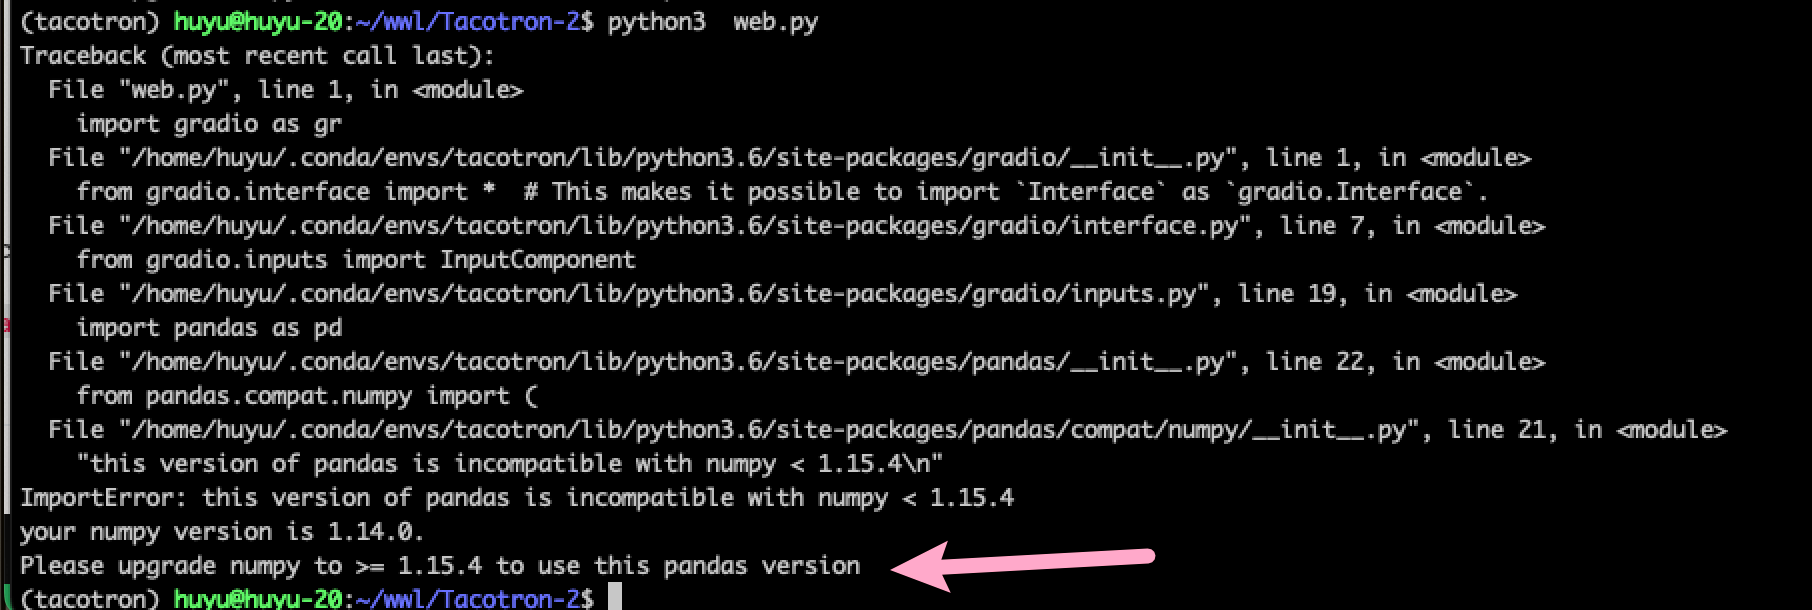 (tacotron) huyu@huyu-20:~/wwl/Tacotron-2$ python3  web.py
Traceback (most recent call last):
  File "web.py", line 1, in <module>
    import gradio as gr
  File "/home/huyu/.conda/envs/tacotron/lib/python3.6/site-packages/gradio/__init__.py", line 1, in <module>
    from gradio.interface import *  # This makes it possible to import `Interface` as `gradio.Interface`.
  File "/home/huyu/.conda/envs/tacotron/lib/python3.6/site-packages/gradio/interface.py", line 7, in <module>
    from gradio.inputs import InputComponent
  File "/home/huyu/.conda/envs/tacotron/lib/python3.6/site-packages/gradio/inputs.py", line 19, in <module>
    import pandas as pd
  File "/home/huyu/.conda/envs/tacotron/lib/python3.6/site-packages/pandas/__init__.py", line 22, in <module>
    from pandas.compat.numpy import (
  File "/home/huyu/.conda/envs/tacotron/lib/python3.6/site-packages/pandas/compat/numpy/__init__.py", line 21, in <module>
    "this version of pandas is incompatible with numpy < 1.15.4\n"
ImportError: this version of pandas is incompatible with numpy < 1.15.4
your numpy version is 1.14.0.
Please upgrade numpy to >= 1.15.4 to use this pandas version
(tacotron) huyu@huyu-20:~/wwl/Tacotron-2$